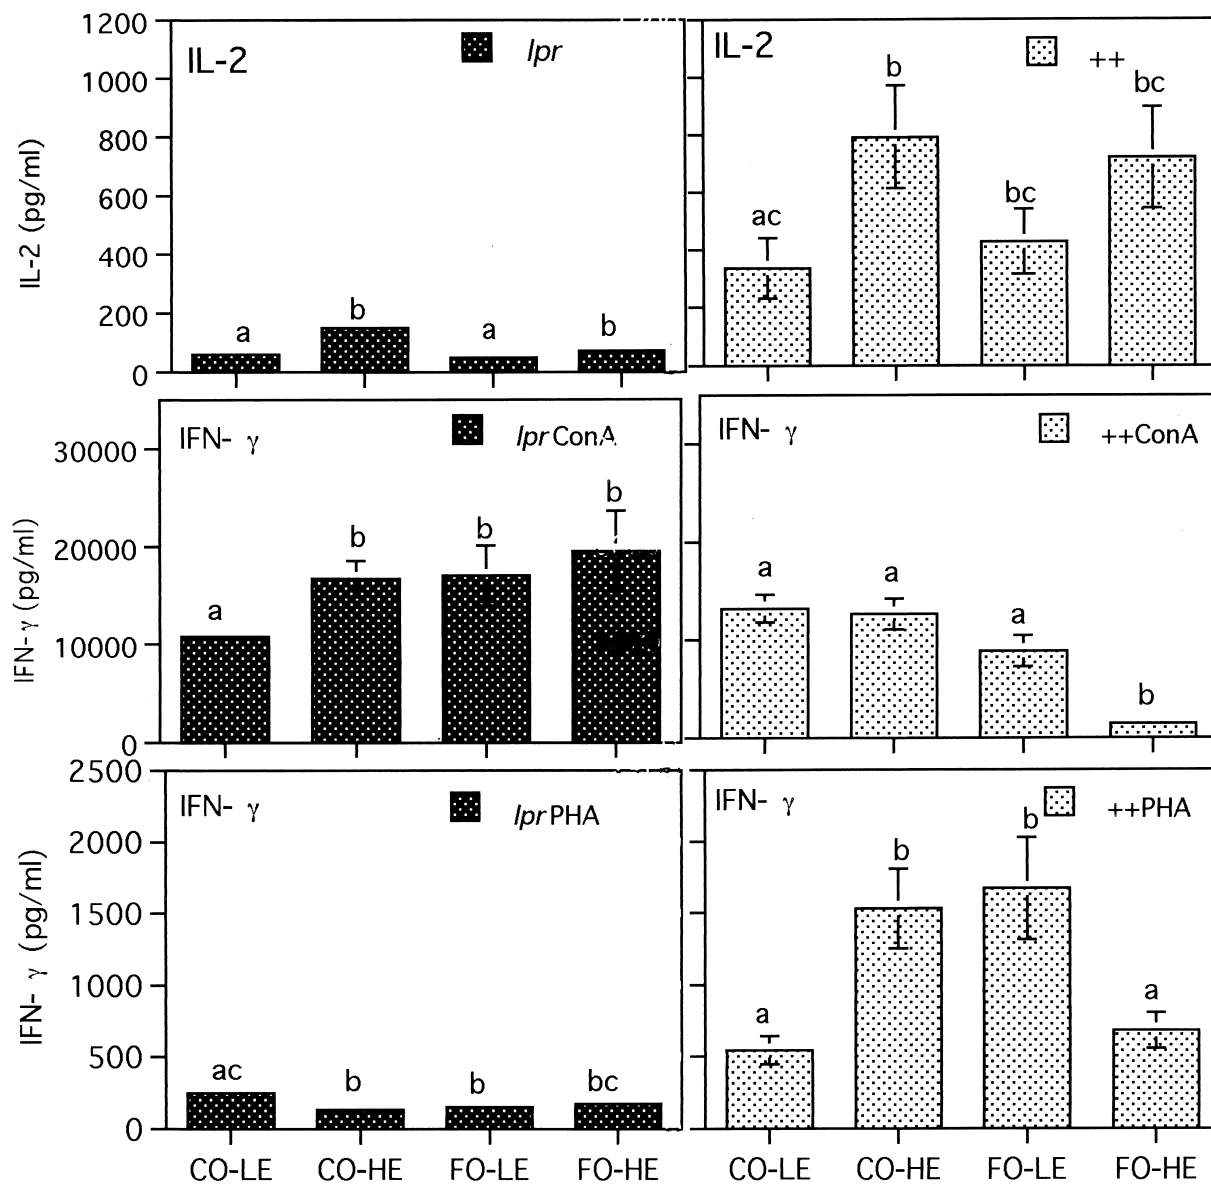 IL-2 (pg/ml)
1200
1000
800
600
400
200
0
IL-2
lpr
a
b
a
b
IL-2
++
ac
b
bc
bc
IFN-γ (pg/ml)
30000
20000
10000
0
IFN- γ
lpr ConA
a
b
b
b
IFN- γ
++ConA
a
a
a
b
IFN- γ (pg/ml)
2500
2000
1500
1000
500
0
IFN- γ
lpr PHA
ac
b
b
bc
IFN- γ
++PHA
a
b
b
a
CO-LE CO-HE FO-LE FO-HE
CO-LE CO-HE FO-LE FO-HE